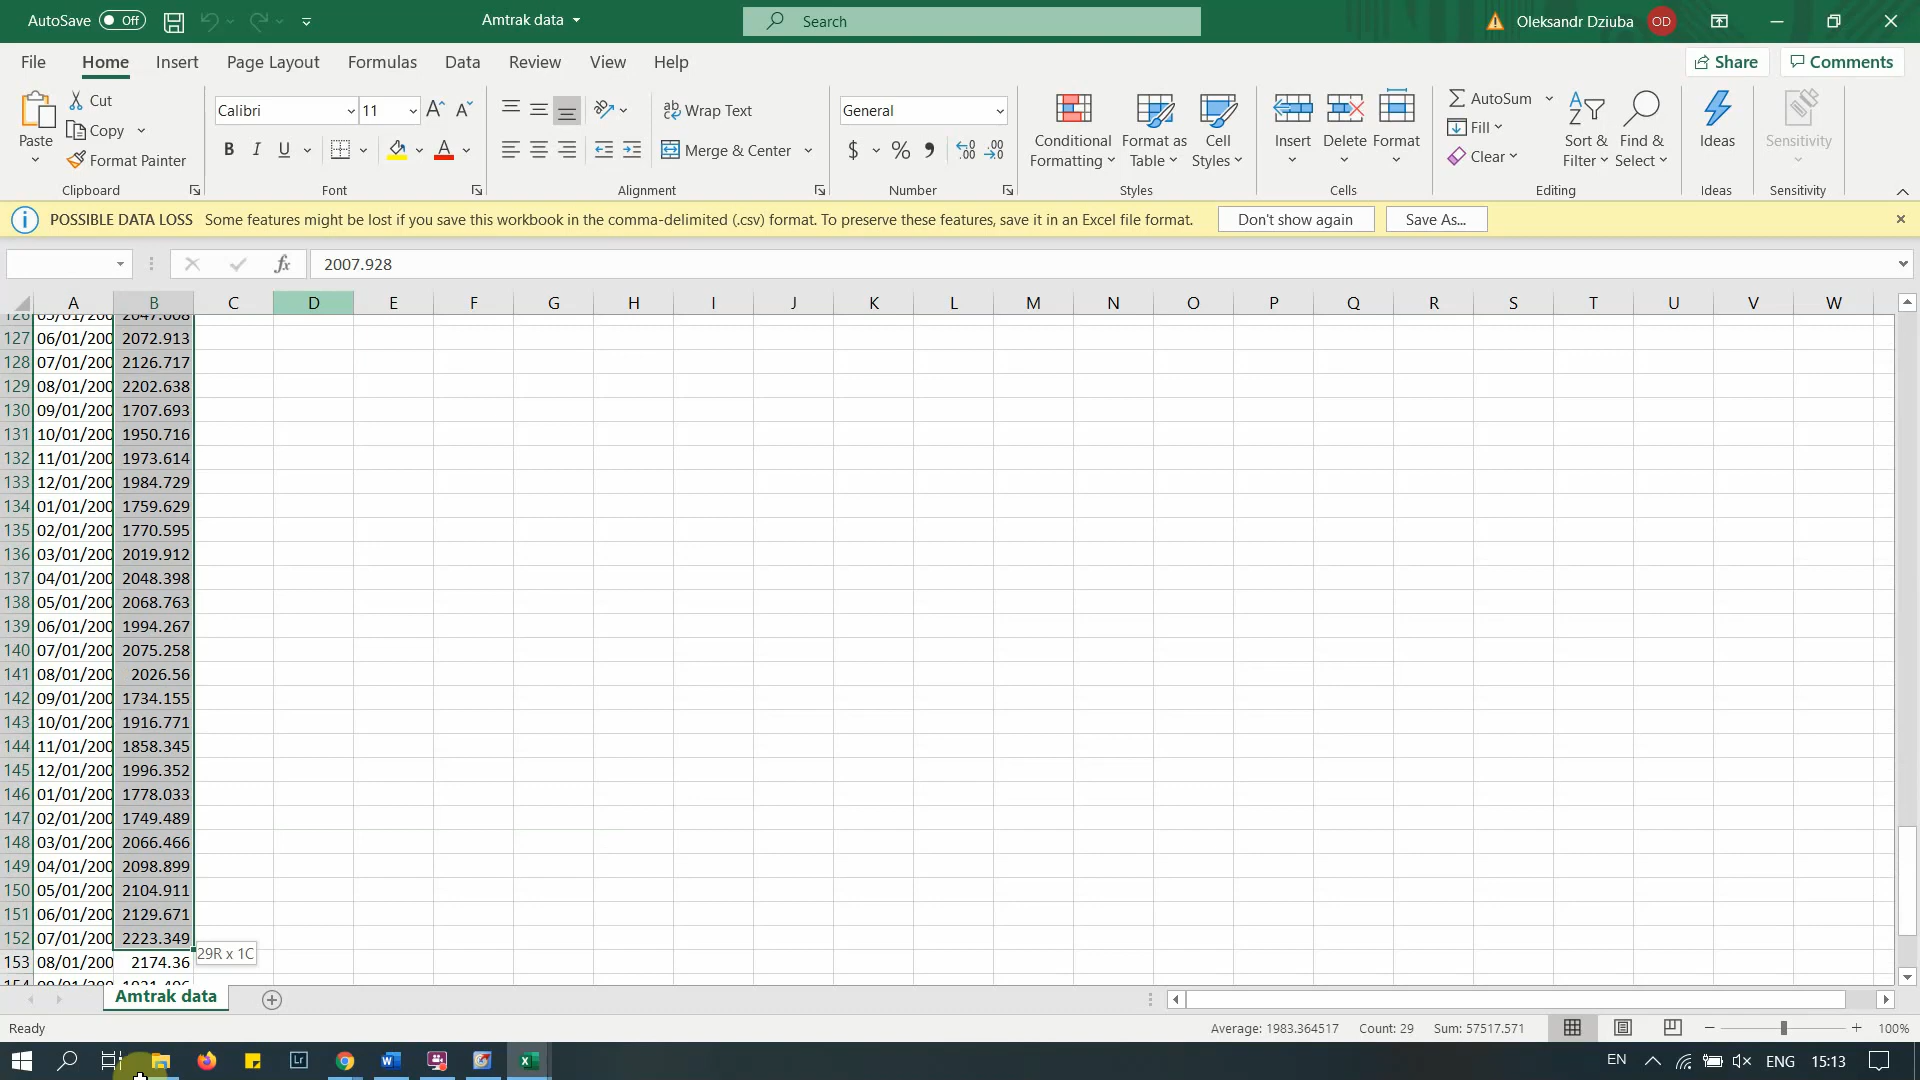 AutoSave Off Amtrak data Search Oleksandr Dziuba OD
File Home Insert Page Layout Formulas Data Review View Help Share Comments
Paste
Cut
Copy
Format Painter
Clipboard
Calibri 11
B I U A
Font
Wrap Text
Merge & Center
Alignment
General
$ % ,
Number
Conditional Formatting
Format as Table
Cell Styles
Styles
Insert Delete Format
Cells
AutoSum
Fill
Clear
Sort & Filter
Find & Select
Editing
Ideas
Ideas
Sensitivity
Sensitivity
POSSIBLE DATA LOSS Some features might be lost if you save this workbook in the comma-delimited (.csv) format. To preserve these features, save it in an Excel file format. Don't show again Save As...
fx 2007.928
A B C D E F G H I J K L M N O P Q R S T U V W
126 05/01/200 2047.008
127 06/01/200 2072.913
128 07/01/200 2126.717
129 08/01/200 2202.638
130 09/01/200 1707.693
131 10/01/200 1950.716
132 11/01/200 1973.614
133 12/01/200 1984.729
134 01/01/200 1759.629
135 02/01/200 1770.595
136 03/01/200 2019.912
137 04/01/200 2048.398
138 05/01/200 2068.763
139 06/01/200 1994.267
140 07/01/200 2075.258
141 08/01/200 2026.56
142 09/01/200 1734.155
143 10/01/200 1916.771
144 11/01/200 1858.345
145 12/01/200 1996.352
146 01/01/200 1778.033
147 02/01/200 1749.489
148 03/01/200 2066.466
149 04/01/200 2098.899
150 05/01/200 2104.911
151 06/01/200 2129.671
152 07/01/200 2223.349
29R x 1C
153 08/01/200 2174.36
154
Amtrak data
Ready Average: 1983.364517 Count: 29 Sum: 57517.571 100%
Lr EN ENG 15:13